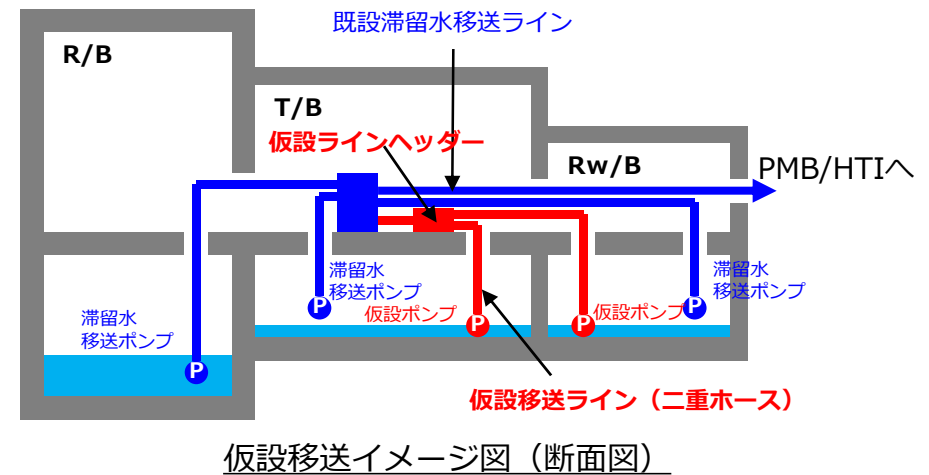 既設滞留水移送ライン
R/B
T/B
仮設ラインヘッダー
Rw/B
PMB/HTIへ
滞留水
移送ポンプ
仮設ポンプ
仮設ポンプ
滞留水
移送ポンプ
滞留水
移送ポンプ
P
P
P
P
P
仮設移送ライン（二重ホース）
仮設移送イメージ図（断面図）